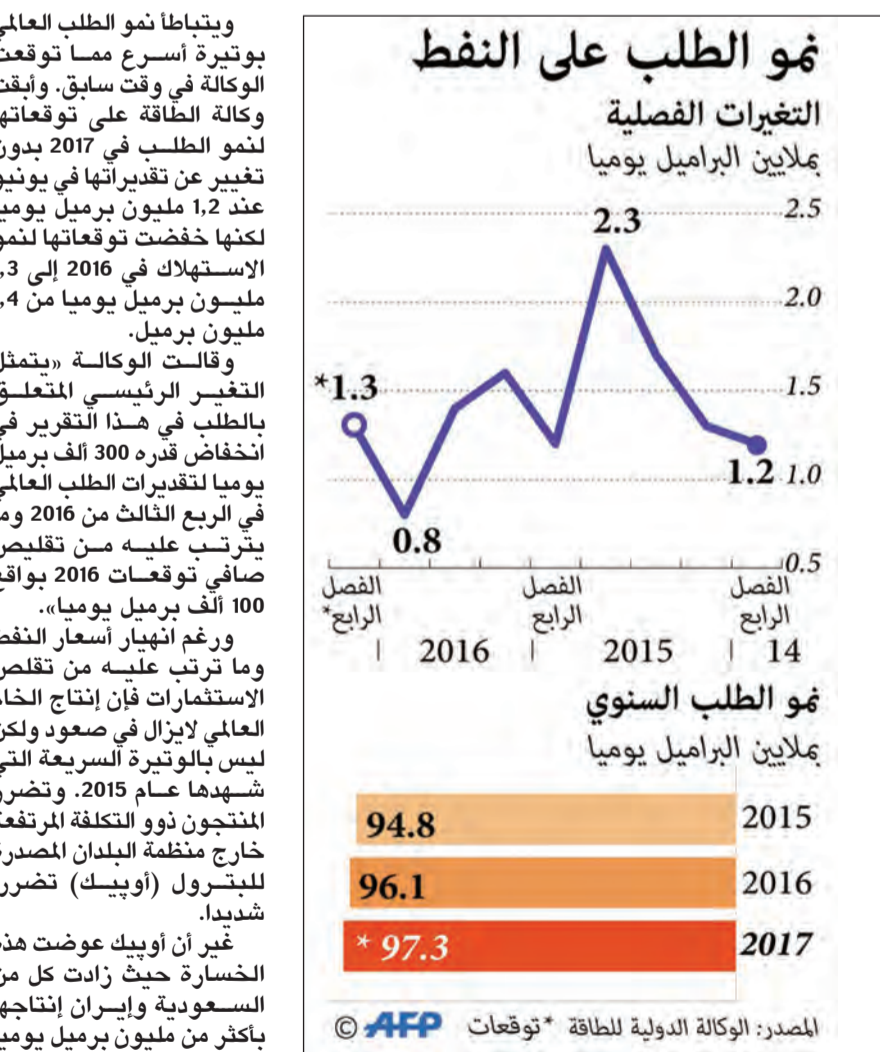 نمو الطلب على النفط
التغيرات الفصلية
بملايين البراميل يوميا
2.5
2.3
2.0
1.5
*1.3
1.0
1.2
0.8
0.5
الفصل الرابع
الفصل الرابع
الفصل الرابع*
14
2015
2016
نمو الطلب السنوي
بملايين البراميل يوميا
2015 94.8
2016 96.1
2017 97.3 *
المصدر: الوكالة الدولية للطاقة *توقعات AFP ©
ويتباطأ نمو الطلب العالمي
بوتيرة أسرع مما توقعت
الوكالة في وقت سابق. وأبقت
وكالة الطاقة على توقعاتها
لنمو الطلب في 2017 بدون
تغيير عن تقديراتها في يونيو
عند 1,2 مليون برميل يوميا
لكنها خفضت توقعاتها لنمو
الاستهلاك في 2016 إلى
مليون برميل يوميا من
مليون برميل.
وقالت الوكالة «يتمثل
التغير الرئيسي المتعلق
بالطلب في هذا التقرير في
انخفاض قدره 300 ألف برميل
يوميا لتقديرات الطلب العالمي
في الربع الثالث من 2016 وما
يترتب عليه من تقليص
صافي توقعات 2016 بواقع
100 ألف برميل يوميا».
ورغم انهيار أسعار النفط
وما ترتب عليه من تقلص
الاستثمارات فإن إنتاج الخام
العالمي لايزال في صعود ولكن
ليس بالوتيرة السريعة التي
شهدها عام 2015. وتضرر
المنتجون ذوو التكلفة المرتفعة
خارج منظمة البلدان المصدرة
للبترول (أوپيك) تضررا
شديدا.
غير أن أوپيك عوضت هذه
الخسارة حيث زادت كل من
السعودية وإيران إنتاجها
بأكثر من مليون برميل يوميا